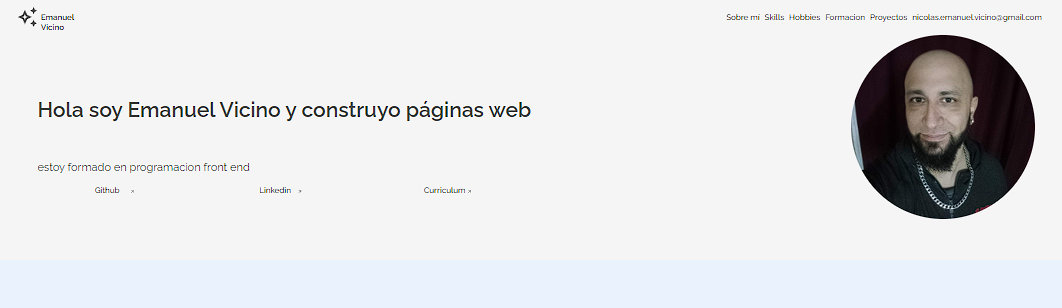 Emanuel
Vicino
Sobre mí Skills Hobbies Formacion Proyectos nicolas.emanuel.vicino@gmail.com
Hola soy Emanuel Vicino y construyo páginas web
estoy formado en programacion front end
Github Linkedin Curriculum